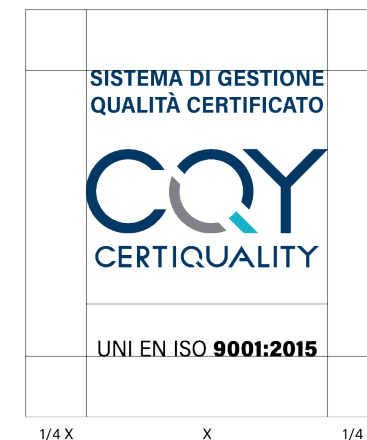 SISTEMA DI GESTIONE
QUALITÀ CERTIFICATO
CQY
CERTIQUALITY
UNI EN ISO 9001:2015
1/4 X X 1/4